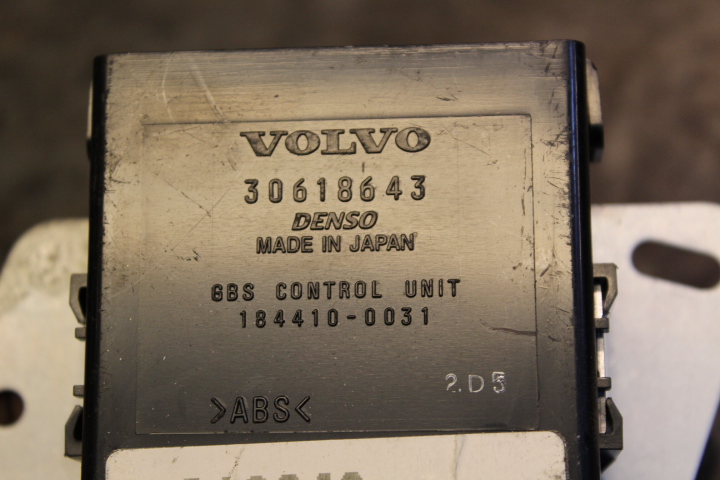 VOLVO
30618643
DENSO
MADE IN JAPAN
GBS CONTROL UNIT
184410-0031
2.D5
>ABS<